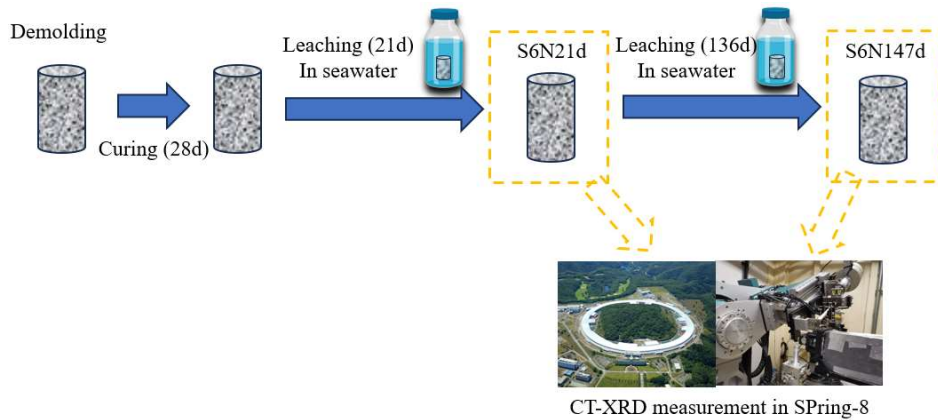 Demolding
Curing (28d)
Leaching (21d)
In seawater
S6N21d
Leaching (136d)
In seawater
S6N147d
CT-XRD measurement in SPring-8